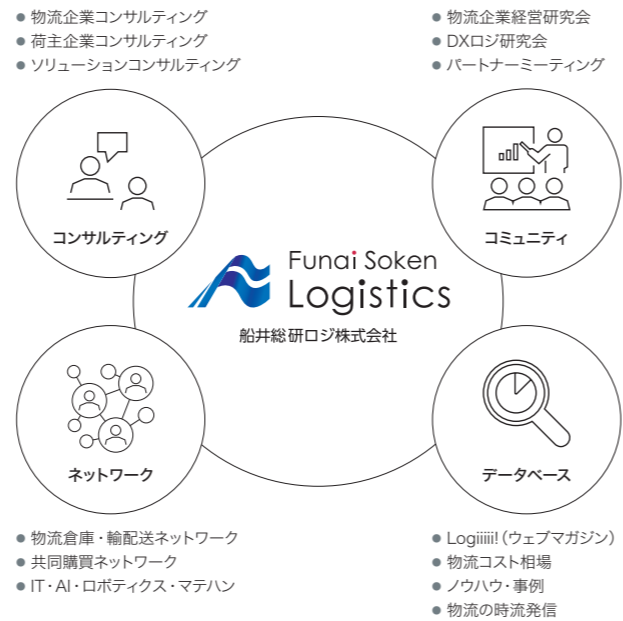 ● 物流企業コンサルティング
● 荷主企業コンサルティング
● ソリューションコンサルティング
● 物流企業経営研究会
● DXロジ研究会
● パートナーミーティング
コンサルティング
コミュニティ
Funai Soken
Logistics
船井総研ロジ株式会社
ネットワーク
データベース
● 物流倉庫・輸配送ネットワーク
● 共同購買ネットワーク
● IT・AI・ロボティクス・マテハン
● Logiiiii!（ウェブマガジン）
● 物流コスト相場
● ノウハウ・事例
● 物流の時流発信